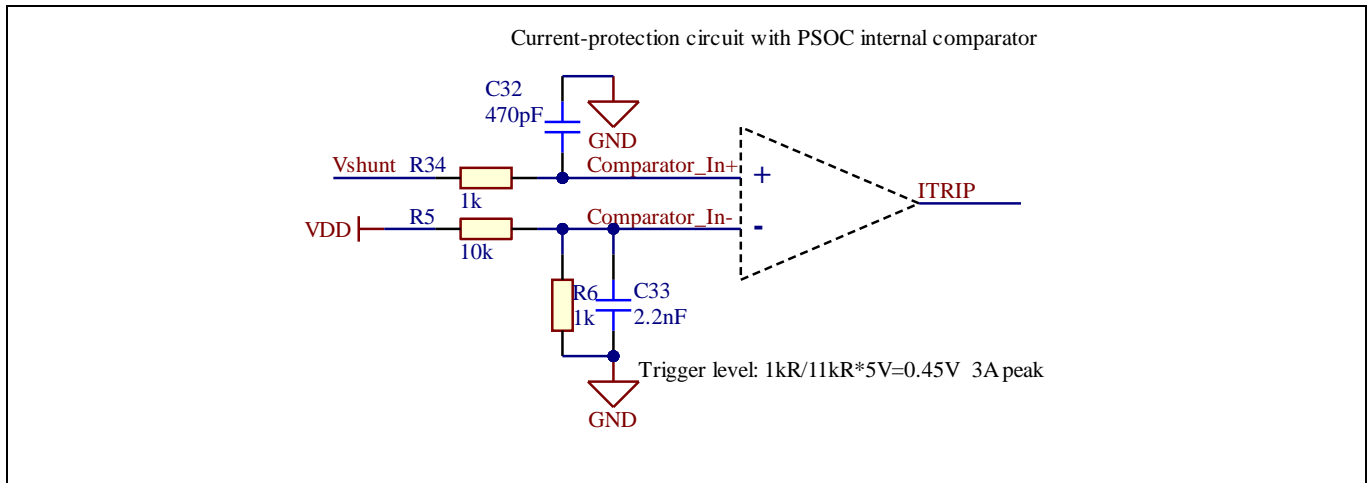 Current-protection circuit with PSOC internal comparator
C32
470pF
GND
Vshunt R34 Comparator_In+
+
1k
ITRIP
VDD R5 Comparator_In-
-
10k
R6 C33
1k 2.2nF
Trigger level: 1kR/11kR*5V=0.45V 3A peak
GND